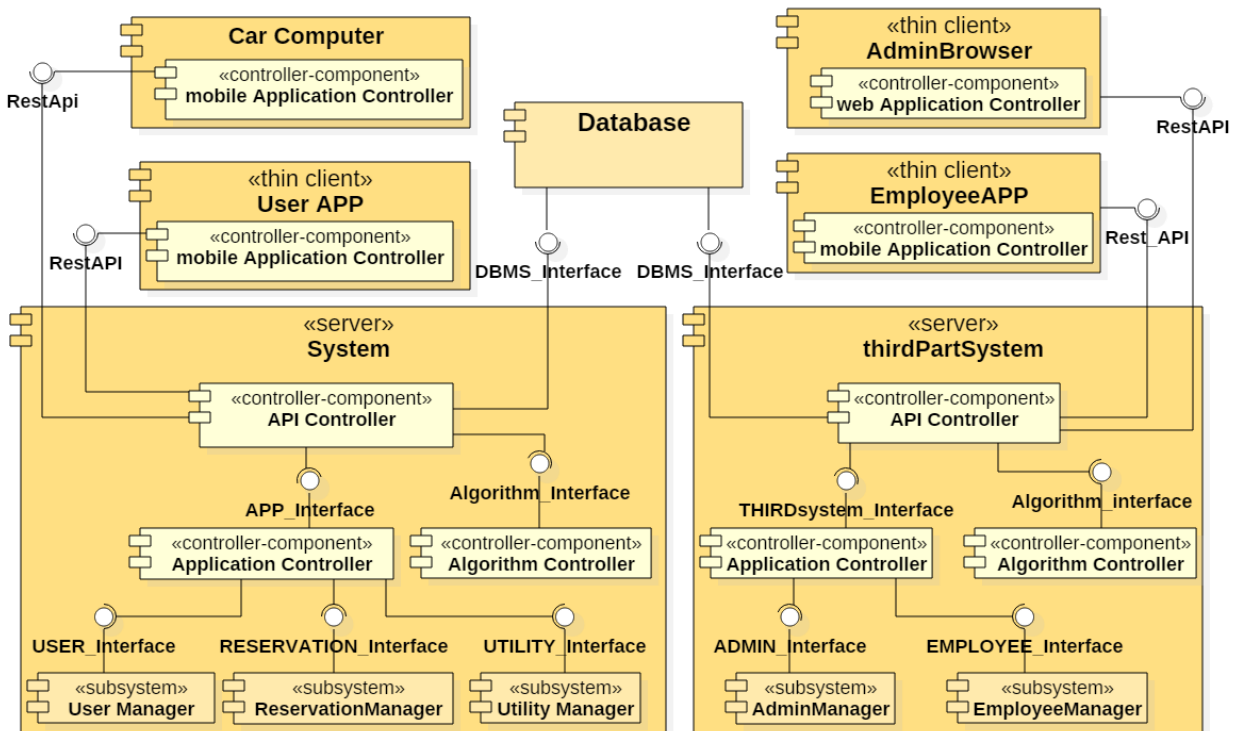 Car Computer
«controller-component»
mobile Application Controller
RestApi
«thin client»
AdminBrowser
«controller-component»
web Application Controller
RestAPI
Database
«thin client»
User APP
«controller-component»
mobile Application Controller
RestAPI
«thin client»
EmployeeAPP
«controller-component»
mobile Application Controller
Rest_API
DBMS_Interface
DBMS_Interface
«server»
System
«controller-component»
API Controller
APP_Interface
Algorithm_Interface
«controller-component»
Application Controller
«controller-component»
Algorithm Controller
USER_Interface
RESERVATION_Interface
UTILITY_Interface
«subsystem»
User Manager
«subsystem»
ReservationManager
«subsystem»
Utility Manager
«server»
thirdPartSystem
«controller-component»
API Controller
THIRDsystem_Interface
Algorithm_interface
«controller-component»
Application Controller
«controller-component»
Algorithm Controller
ADMIN_Interface
EMPLOYEE_Interface
«subsystem»
AdminManager
«subsystem»
EmployeeManager